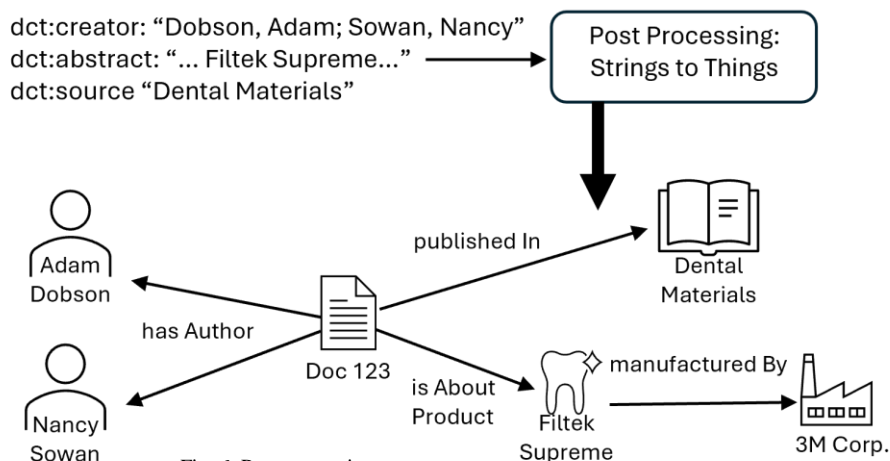 dct:creator: “Dobson, Adam; Sowan, Nancy”
dct:abstract: “... Filtek Supreme...”
dct:source “Dental Materials”
Post Processing:
Strings to Things
published In
Dental
Materials
Adam
Dobson
has Author
Doc 123
is About
Product
manufactured By
Nancy
Sowan
Filtek
Supreme
3M Corp.